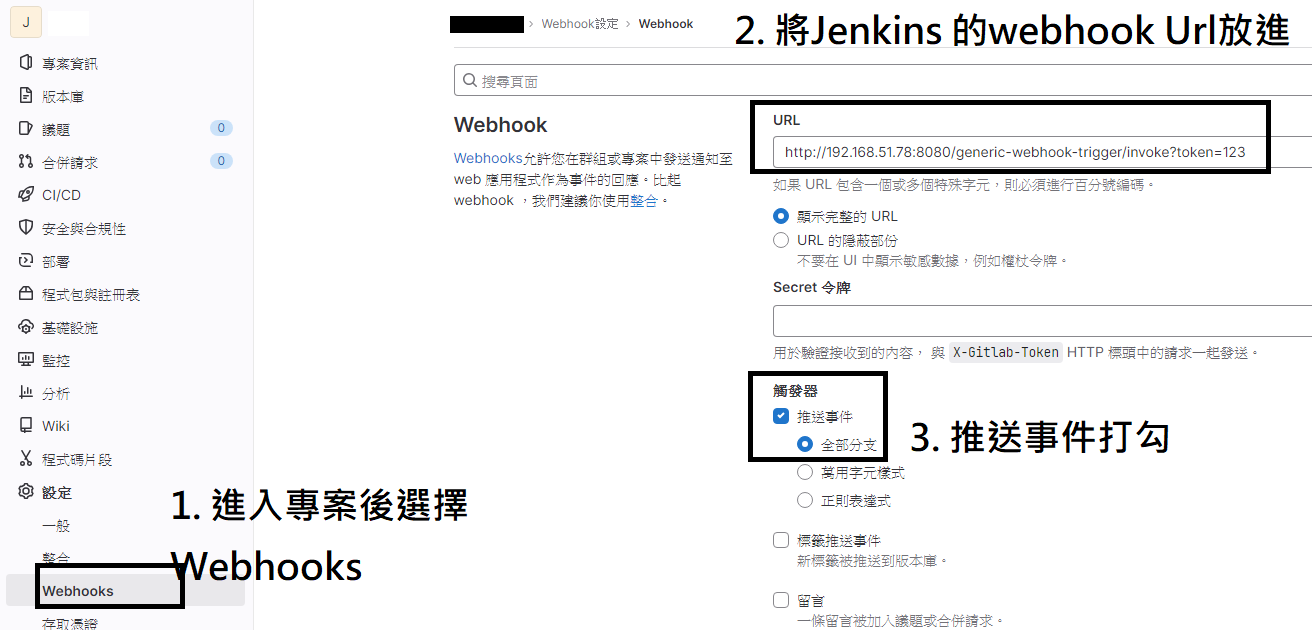 J
專案資訊
版本庫
議題 0
合併請求 0
CI/CD
安全與合規性
部署
程式包與註冊表
基礎設施
監控
分析
Wiki
程式碼片段
設定
一般
整合
Webhooks
存取憑證
1. 進入專案後選擇
Webhooks
› Webhook設定 › Webhook
2. 將Jenkins 的webhook Url放進
搜尋頁面
Webhook
Webhooks允許您在群組或專案中發送通知至
web 應用程式作為事件的回應。比起
webhook ，我們建議你使用整合。
URL
http://192.168.51.78:8080/generic-webhook-trigger/invoke?token=123
如果 URL 包含一個或多個特殊字元，則必須進行百分號編碼。
顯示完整的 URL
URL 的隱蔽部份
不要在 UI 中顯示敏感數據，例如權杖令牌。
Secret 令牌
用於驗證接收到的內容， 與 X-Gitlab-Token HTTP 標頭中的請求一起發送。
觸發器
推送事件
全部分支
3. 推送事件打勾
萬用字元樣式
正則表達式
標籤推送事件
新標籤被推送到版本庫。
留言
一條留言被加入議題或合併請求。